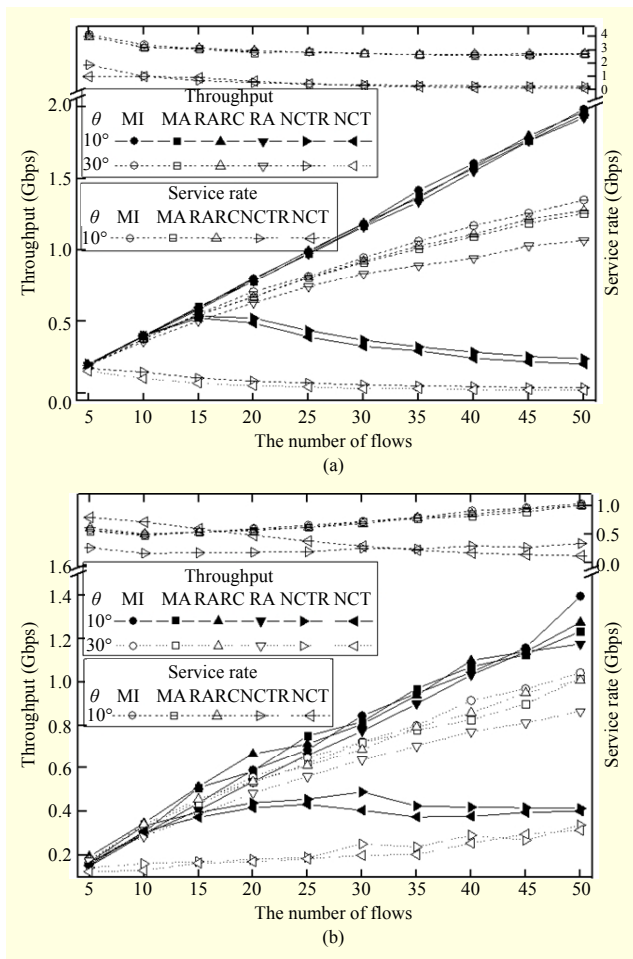 4
3
2
1
0
2.0
1.5
1.0
0.5
0.0
Throughput (Gbps)
Service rate (Gbps)
Throughput
θ MI MA RARC RA NCTR NCT
10°
30°
Service rate
θ MI MA RARC NCTR NCT
10°
5 10 15 20 25 30 35 40 45 50
The number of flows
(a)
1.0
0.5
0.0
1.6
1.4
1.2
1.0
0.8
0.6
0.4
0.2
Throughput (Gbps)
Service rate (Gbps)
Throughput
θ MI MA RARC RA NCTR NCT
10°
30°
Service rate
θ MI MA RARC NCTR NCT
10°
5 10 15 20 25 30 35 40 45 50
The number of flows
(b)